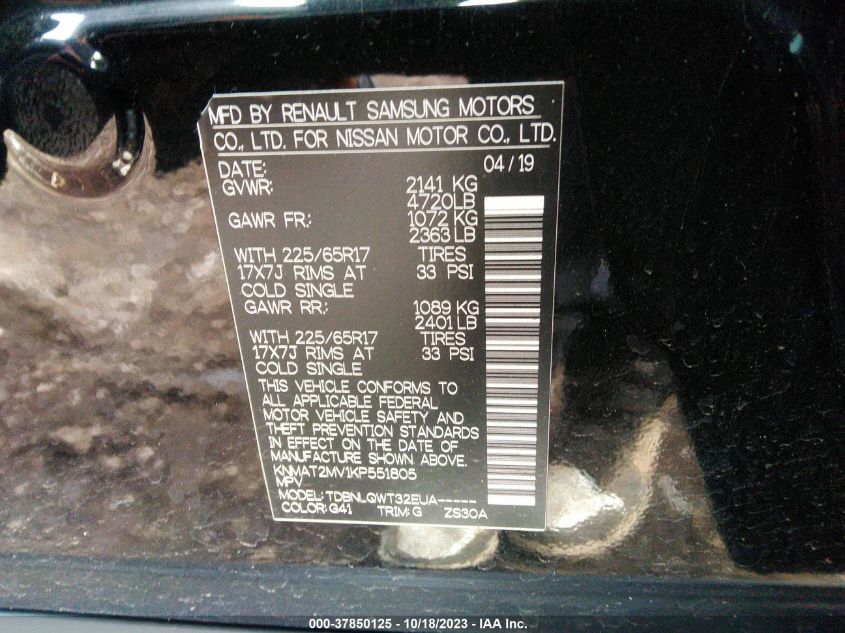 MFD BY RENAULT SAMSUNG MOTORS
CO., LTD. FOR NISSAN MOTOR CO., LTD.
DATE: 04/19
GVWR: 2141 KG
4720LB
GAWR FR: 1072 KG
2363 LB
WITH 225/65R17 TIRES
17X7J RIMS AT 33 PSI
COLD SINGLE
GAWR RR: 1089 KG
2401 LB
WITH 225/65R17 TIRES
17X7J RIMS AT 33 PSI
COLD SINGLE
THIS VEHICLE CONFORMS TO
ALL APPLICABLE FEDERAL
MOTOR VEHICLE SAFETY AND
THEFT PREVENTION STANDARDS
IN EFFECT ON THE DATE OF
MANUFACTURE SHOWN ABOVE.
KNMAT2MV1KP551805
MPV
MODEL: TDBNLQWT32EUA-----
COLOR: G41 TRIM: G ZS30A
000-37850125 - 10/18/2023 - IAA Inc.